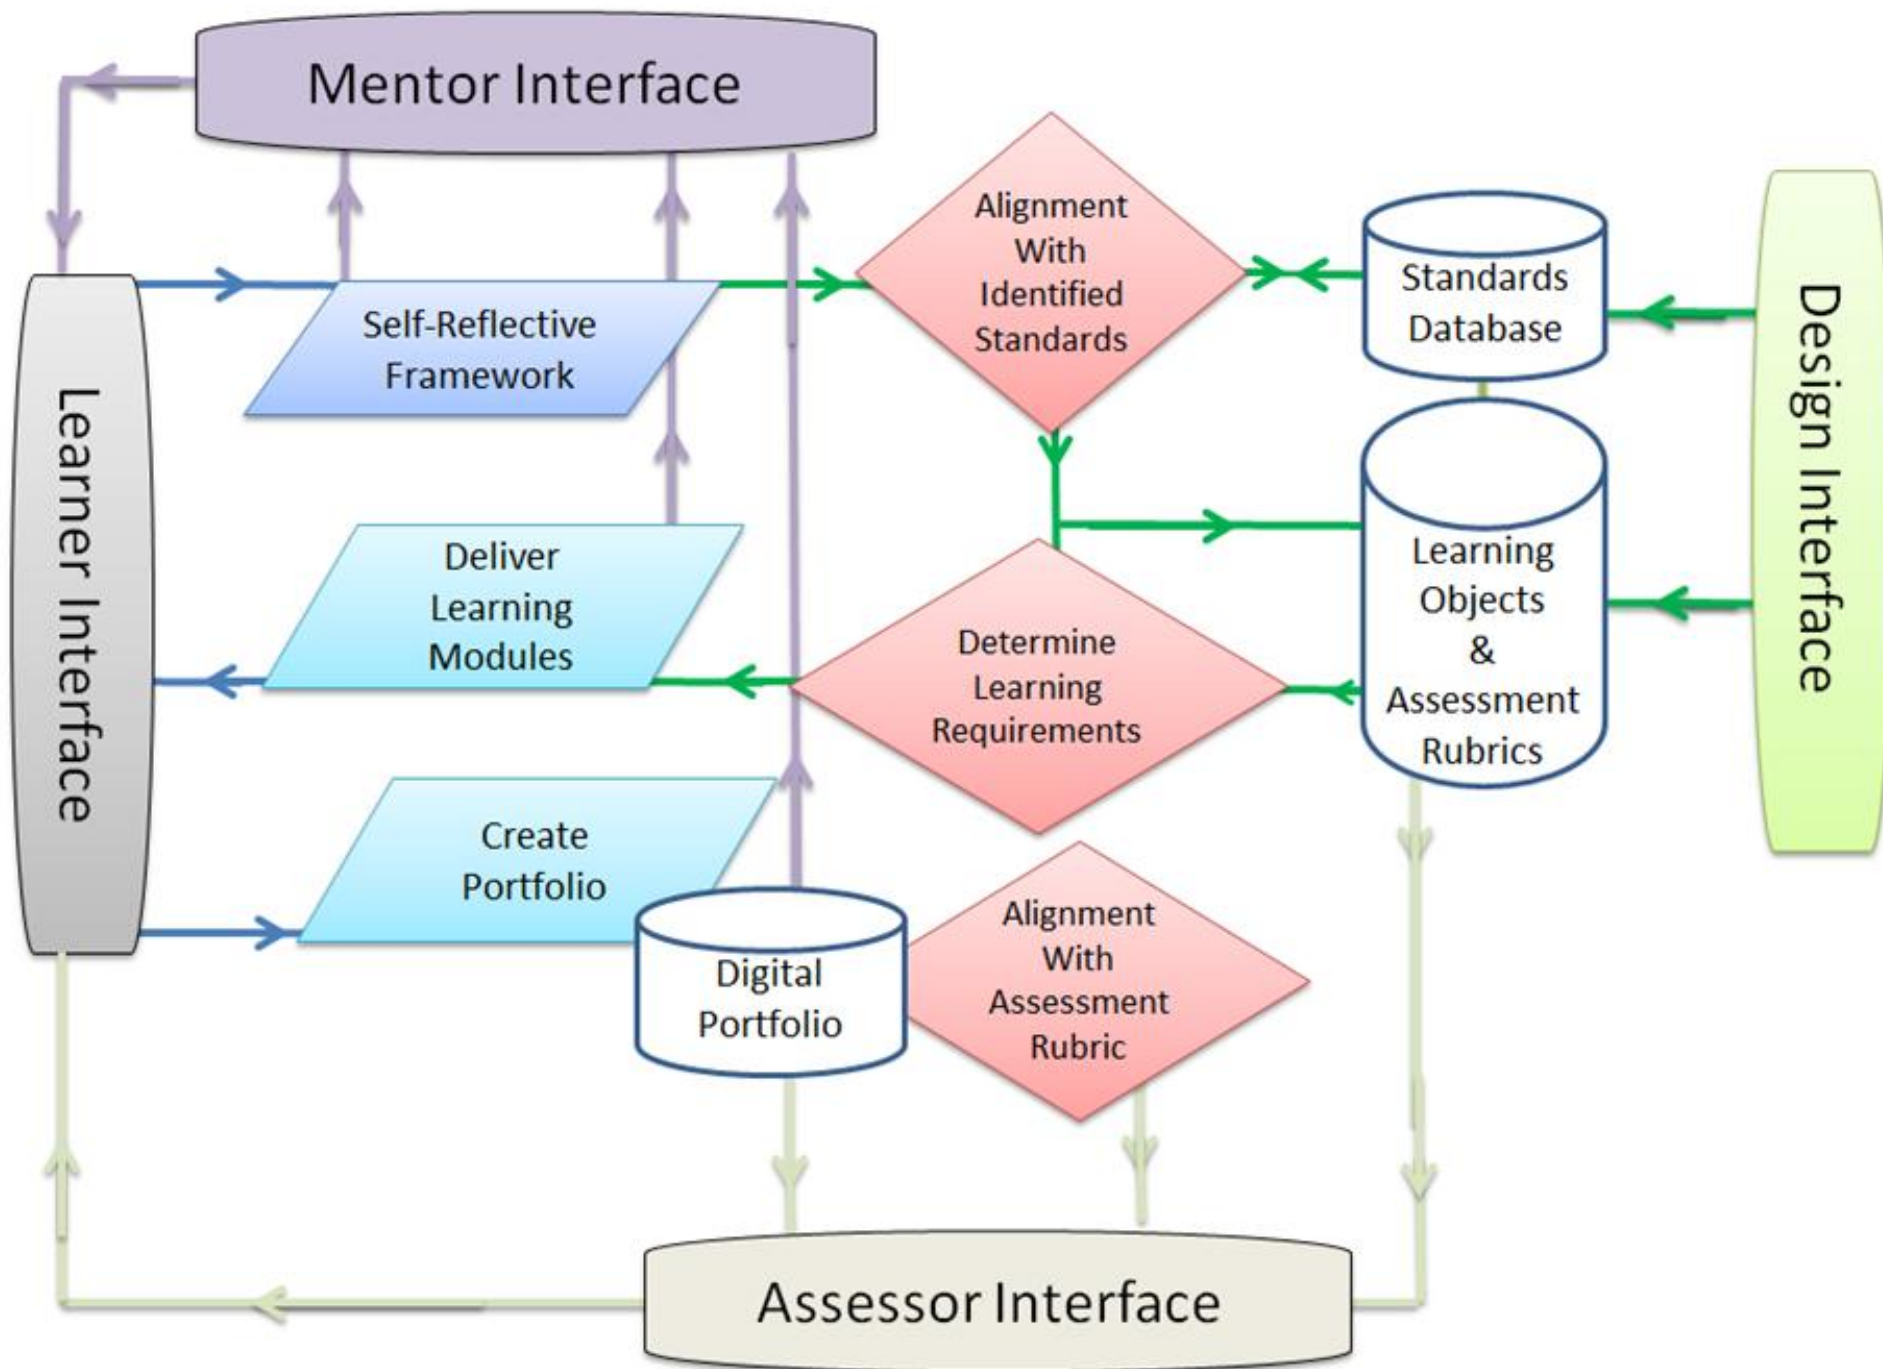 Mentor Interface
Alignment
With
Identified
Standards
Standards
Database
Design Interface
Self-Reflective
Framework
Learner Interface
Deliver
Learning
Modules
Determine
Learning
Requirements
Learning
Objects
&
Assessment
Rubrics
Create
Portfolio
Digital
Portfolio
Alignment
With
Assessment
Rubric
Assessor Interface